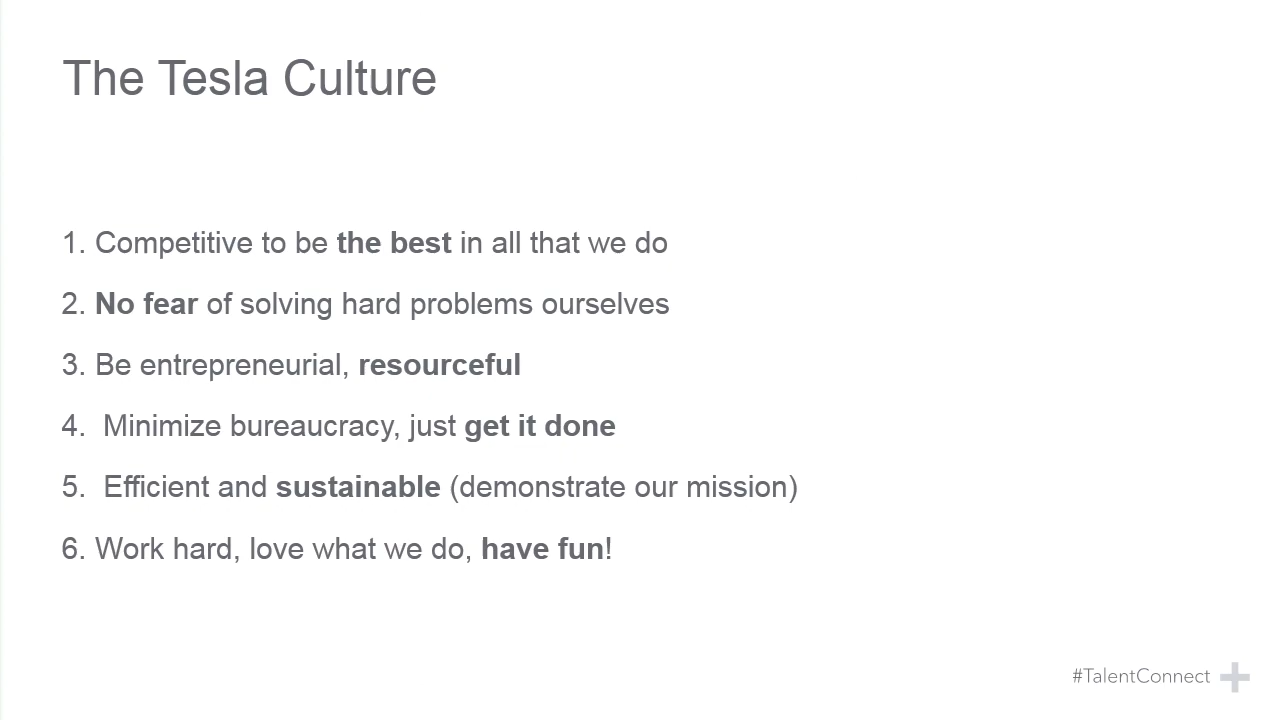 The Tesla Culture
1. Competitive to be the best in all that we do
2. No fear of solving hard problems ourselves
3. Be entrepreneurial, resourceful
4.  Minimize bureaucracy, just get it done
5.  Efficient and sustainable (demonstrate our mission)
6. Work hard, love what we do, have fun!
#TalentConnect